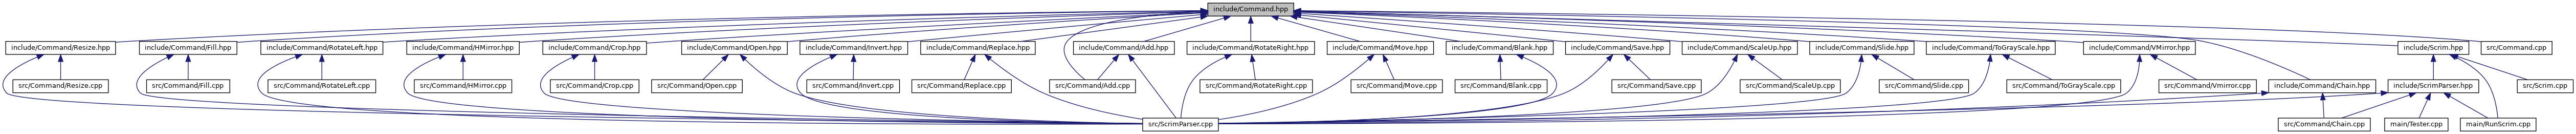 include/Command.hpp
include/Command/Resize.hpp
include/Command/Fill.hpp
include/Command/RotateLeft.hpp
include/Command/HMirror.hpp
include/Command/Crop.hpp
include/Command/Open.hpp
include/Command/Invert.hpp
include/Command/Replace.hpp
include/Command/Add.hpp
include/Command/RotateRight.hpp
include/Command/Move.hpp
include/Command/Blank.hpp
include/Command/Save.hpp
include/Command/ScaleUp.hpp
include/Command/Slide.hpp
include/Command/ToGrayScale.hpp
include/Command/VMirror.hpp
include/Scrim.hpp
src/Command.cpp
src/Command/Resize.cpp
src/Command/Fill.cpp
src/Command/RotateLeft.cpp
src/Command/HMirror.cpp
src/Command/Crop.cpp
src/Command/Open.cpp
src/Command/Invert.cpp
src/Command/Replace.cpp
src/Command/Add.cpp
src/Command/RotateRight.cpp
src/Command/Move.cpp
src/Command/Blank.cpp
src/Command/Save.cpp
src/Command/ScaleUp.cpp
src/Command/Slide.cpp
src/Command/ToGrayScale.cpp
src/Command/Vmirror.cpp
include/Command/Chain.hpp
include/ScrimParser.hpp
src/Scrim.cpp
src/ScrimParser.cpp
src/Command/Chain.cpp
main/Tester.cpp
main/RunScrim.cpp